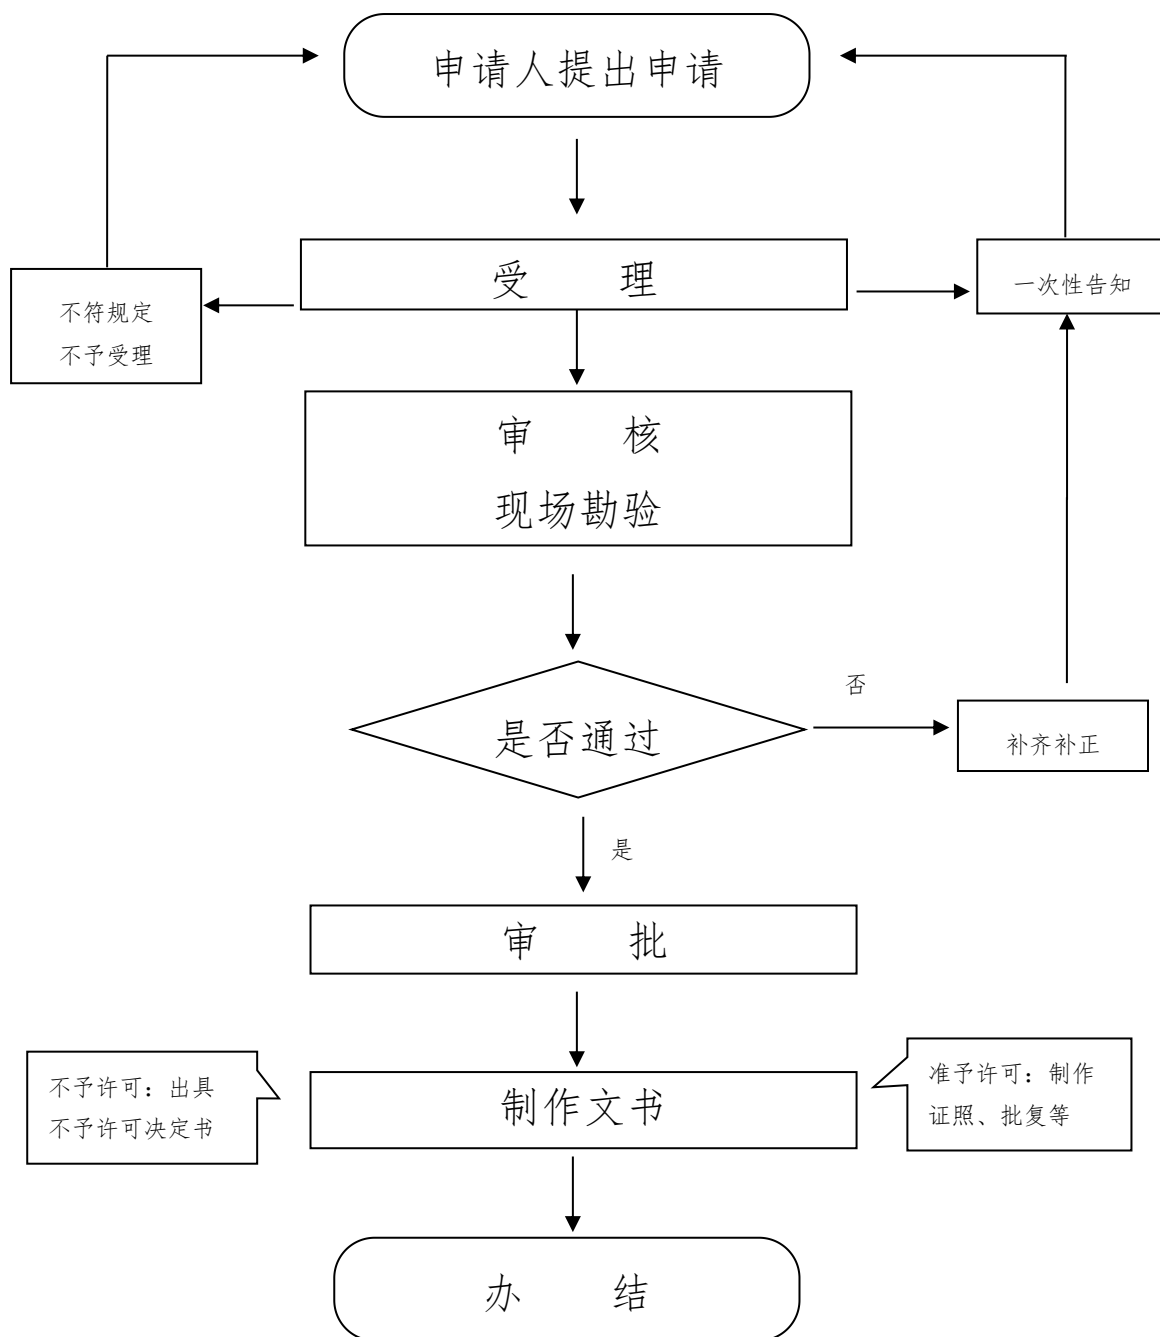 申请人提出申请
受 理
一次性告知
不符规定
不予受理
审 核
现场勘验
否
是否通过
补齐补正
是
审 批
不予许可：出具
不予许可决定书
制作文书
准予许可：制作
证照、批复等
办 结